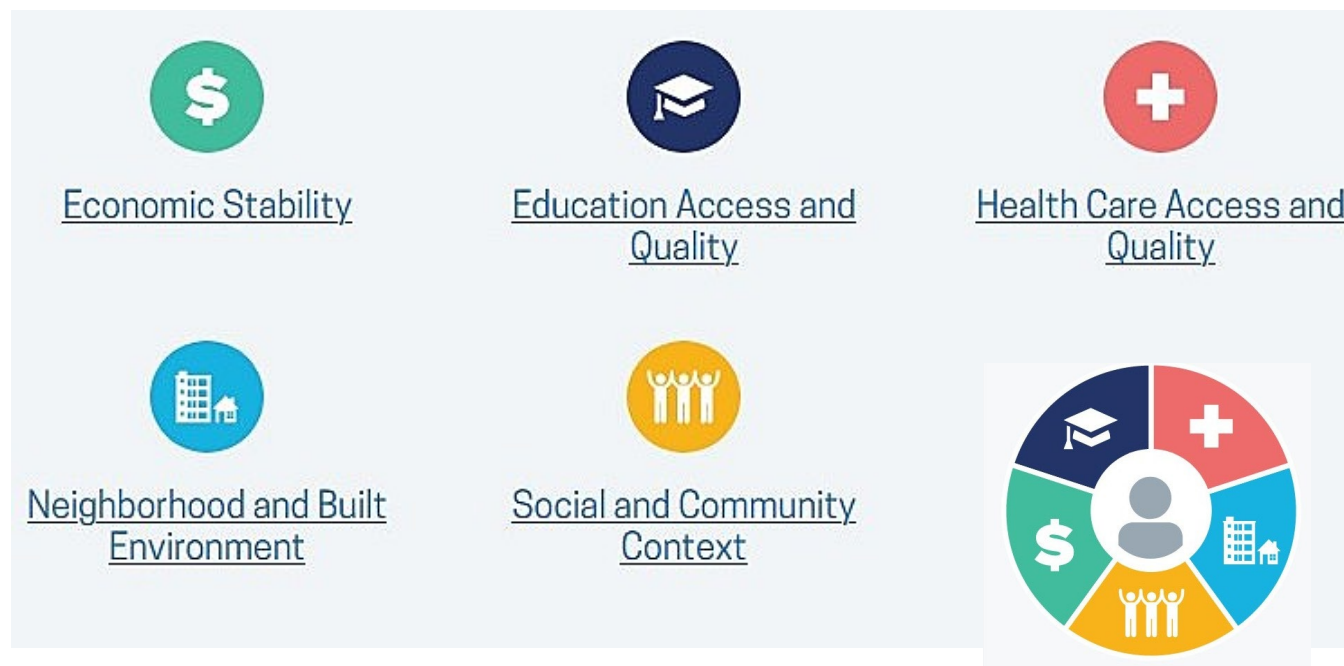 Economic Stability
Education Access and
Quality
Health Care Access and
Quality
Neighborhood and Built
Environment
Social and Community
Context